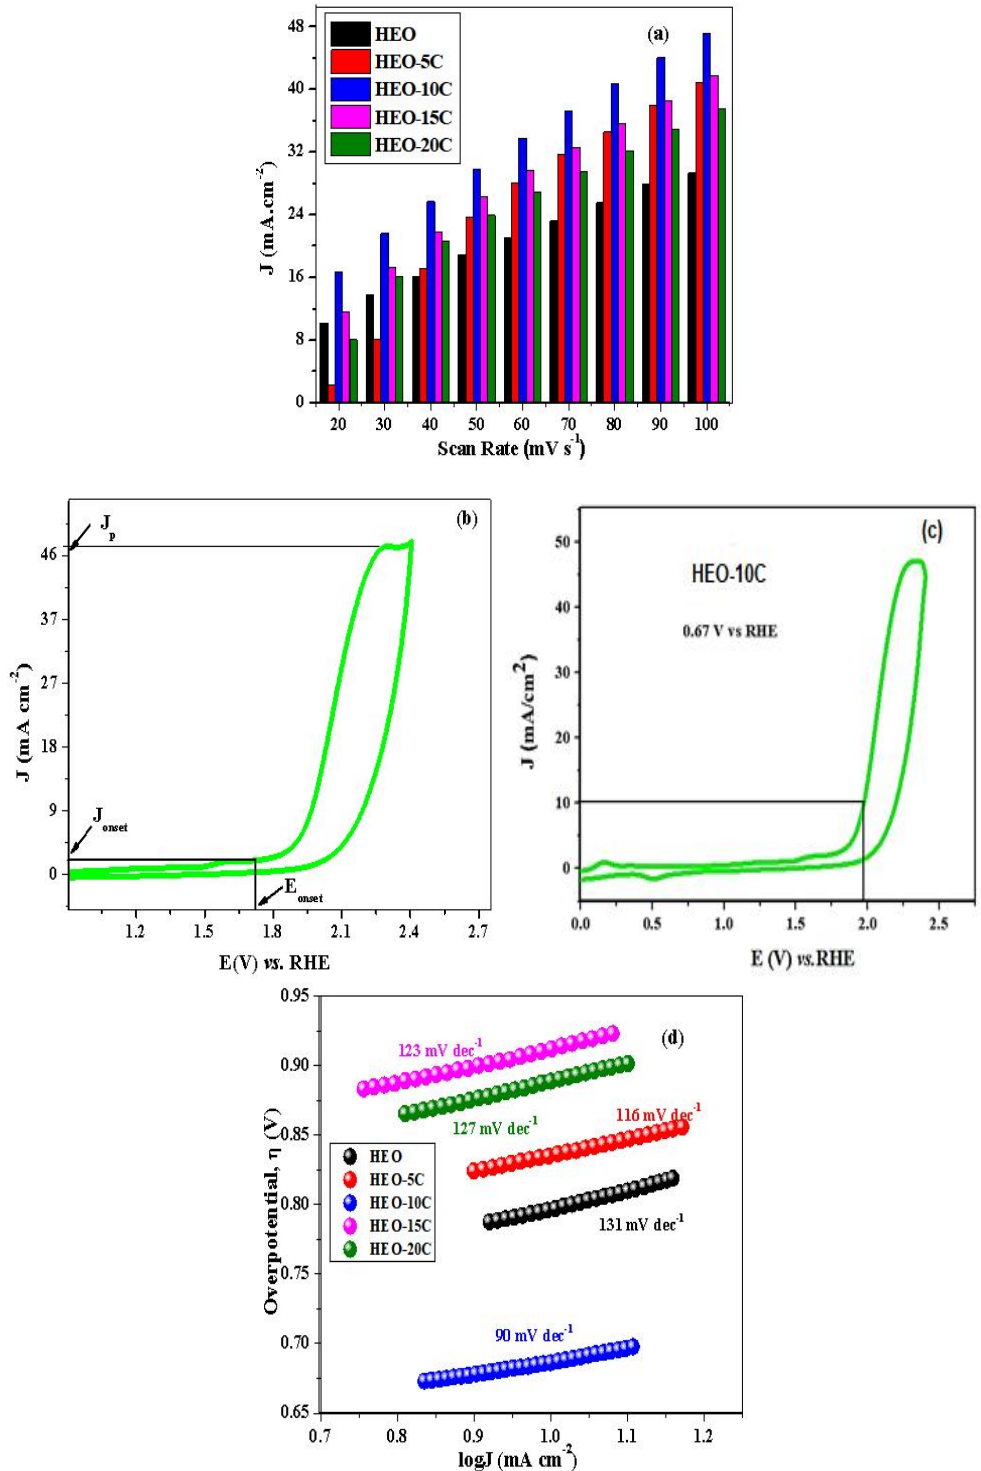 (a)
HEO
HEO-5C
HEO-10C
HEO-15C
HEO-20C
J (mA.cm⁻²)
48
40
32
24
16
8
0
20 30 40 50 60 70 80 90 100
Scan Rate (mV s⁻¹)
(b)
Jp
J (mA cm⁻²)
46
37
27
18
9
0
Jonset
Eonset
1.2 1.5 1.8 2.1 2.4 2.7
E(V) vs. RHE
(c)
HEO-10C
0.67 V vs RHE
J (mA/cm²)
50
40
30
20
10
0
0.0 0.5 1.0 1.5 2.0 2.5
E (V) vs.RHE
(d)
Overpotential, η (V)
0.95
0.90
0.85
0.80
0.75
0.70
0.65
123 mV dec⁻¹
127 mV dec⁻¹
116 mV dec⁻¹
131 mV dec⁻¹
90 mV dec⁻¹
HEO
HEO-5C
HEO-10C
HEO-15C
HEO-20C
0.7 0.8 0.9 1.0 1.1 1.2
logJ (mA cm⁻²)